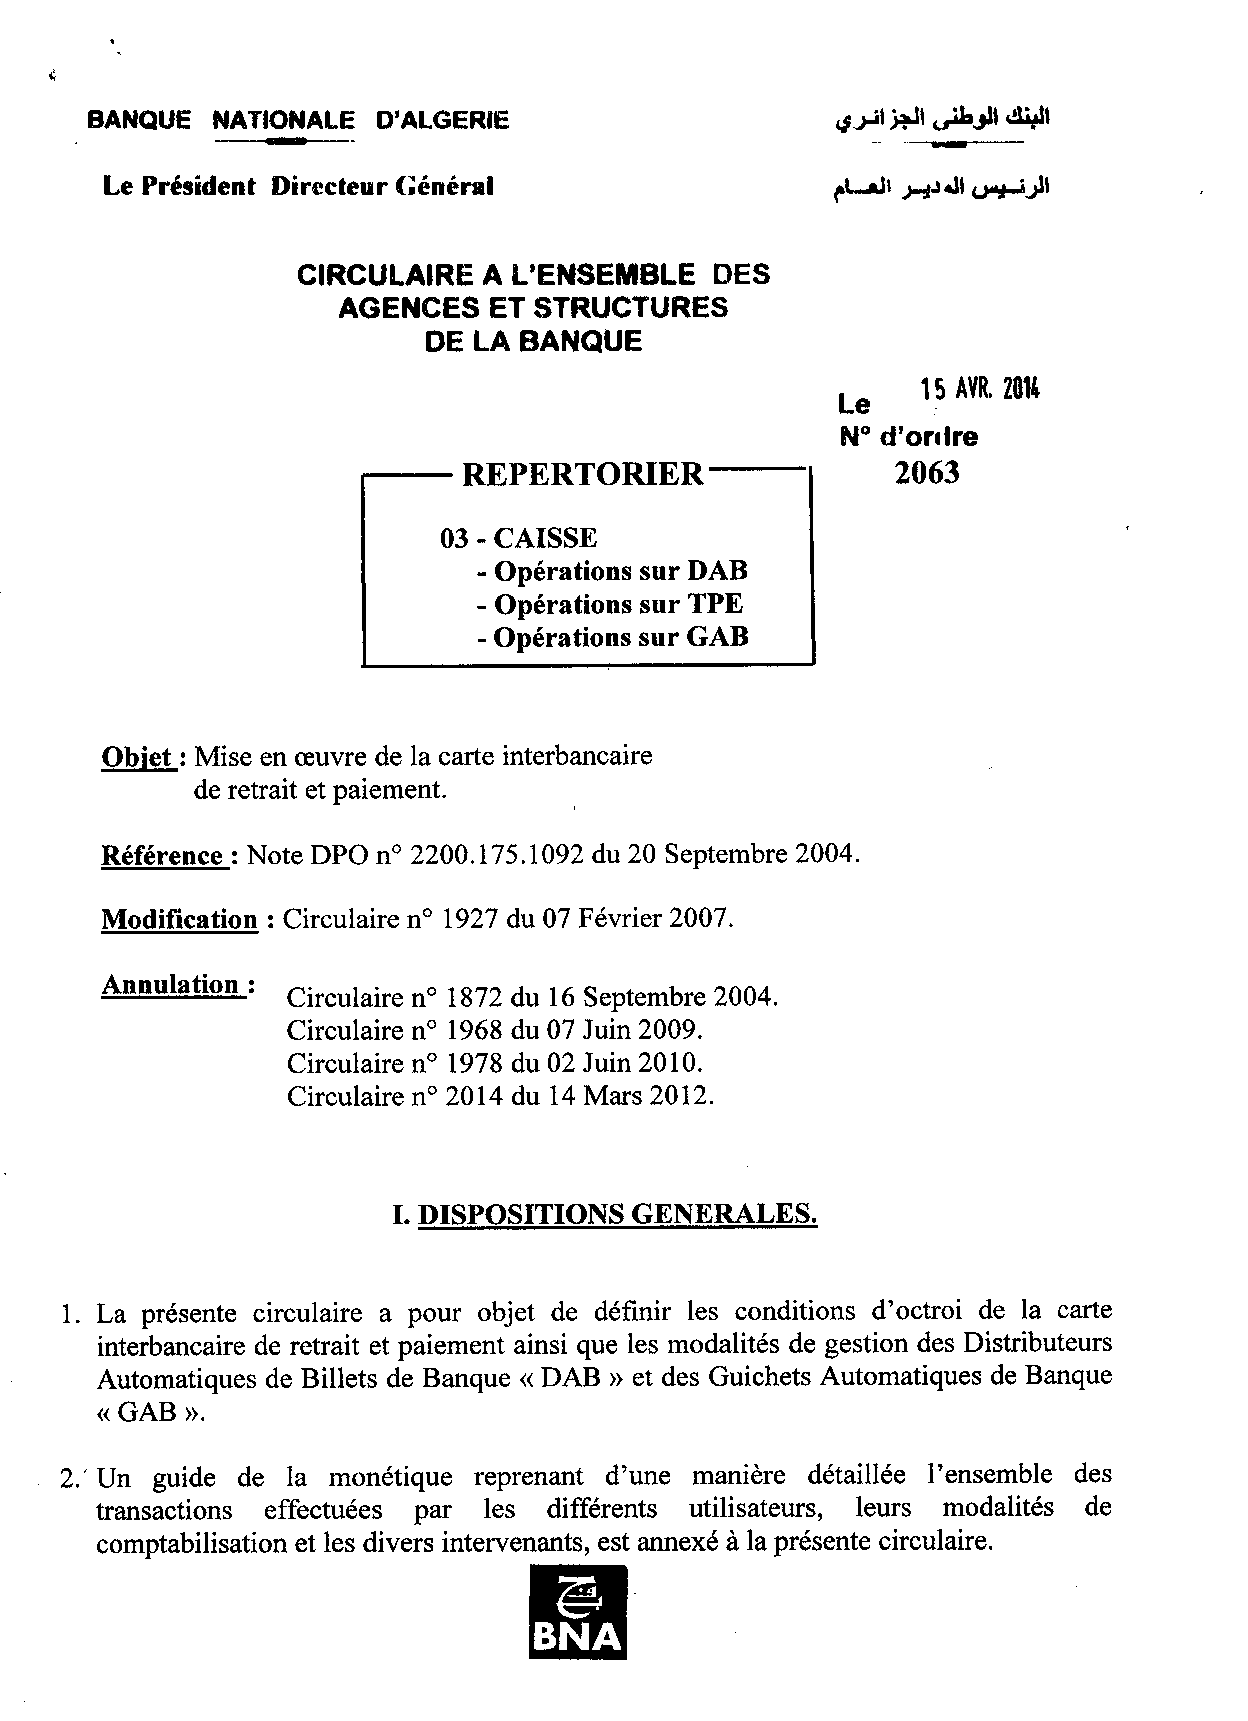 BANQUE NATIONALE D'ALGERIE
البنك الوطني الجزائري
Le Président Directeur Général
الرئيس المدير العام
CIRCULAIRE A L'ENSEMBLE DES
AGENCES ET STRUCTURES
DE LA BANQUE
15 AVR. 2014
Le
N° d'ordre
2063
REPERTORIER
03 - CAISSE
- Opérations sur DAB
- Opérations sur TPE
- Opérations sur GAB
Objet : Mise en œuvre de la carte interbancaire
de retrait et paiement.
Référence : Note DPO n° 2200.175.1092 du 20 Septembre 2004.
Modification : Circulaire n° 1927 du 07 Février 2007.
Annulation :
Circulaire n° 1872 du 16 Septembre 2004.
Circulaire n° 1968 du 07 Juin 2009.
Circulaire n° 1978 du 02 Juin 2010.
Circulaire n° 2014 du 14 Mars 2012.
I. DISPOSITIONS GENERALES.
1. La présente circulaire a pour objet de définir les conditions d'octroi de la carte
interbancaire de retrait et paiement ainsi que les modalités de gestion des Distributeurs
Automatiques de Billets de Banque « DAB » et des Guichets Automatiques de Banque
« GAB ».
2. Un guide de la monétique reprenant d'une manière détaillée l'ensemble des
transactions effectuées par les différents utilisateurs, leurs modalités de
comptabilisation et les divers intervenants, est annexé à la présente circulaire.
BNA